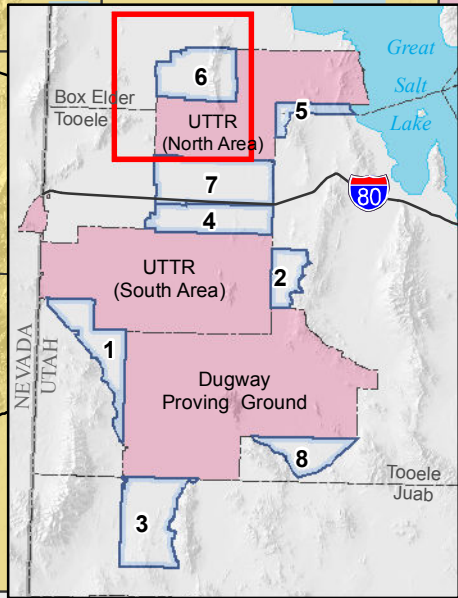 Great
Salt
Lake
6
Box Elder
Tooele
5
UTTR
(North Area)
7
80
4
UTTR
(South Area)
2
NEVADA
UTAH
1
Dugway
Proving Ground
8
Tooele
Juab
3